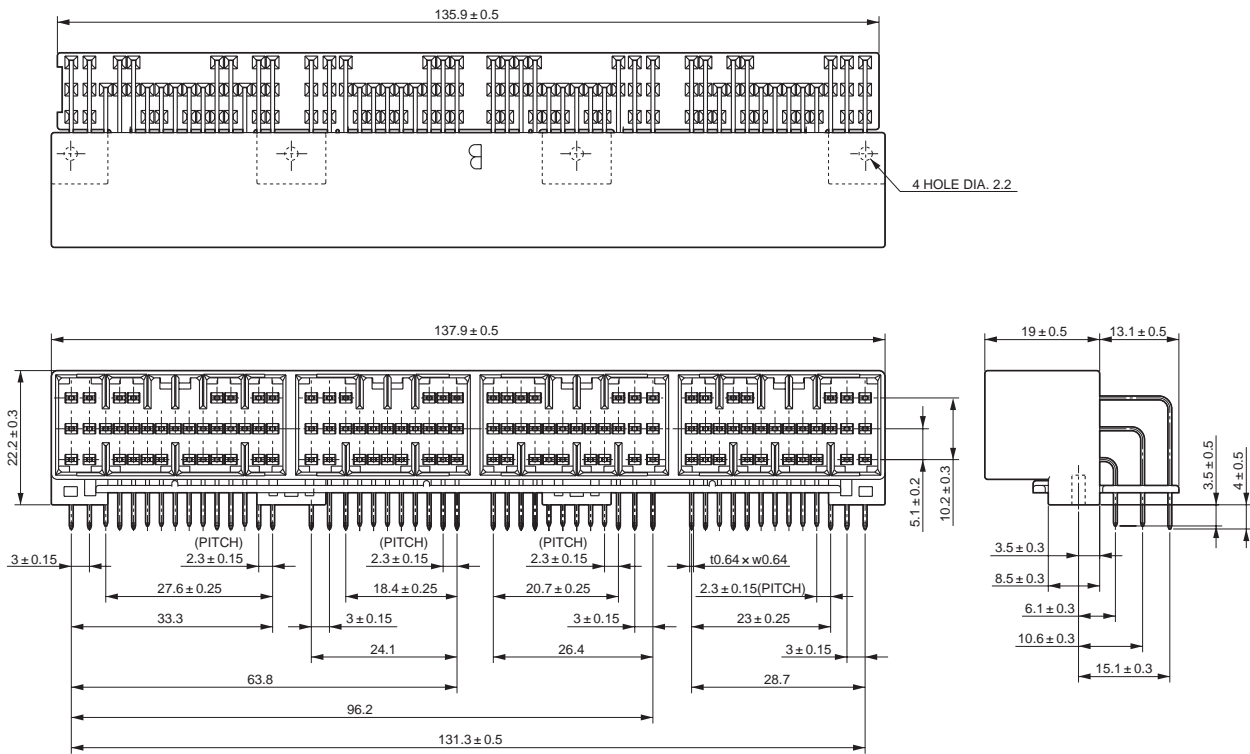 135.9 ± 0.5
B
4 HOLE DIA. 2.2
137.9 ± 0.5
22.2 ± 0.3
5.1 ± 0.2
10.2 ± 0.3
(PITCH) (PITCH) (PITCH)
3 ± 0.15 2.3 ± 0.15 2.3 ± 0.15 2.3 ± 0.15 t0.64 × w0.64
27.6 ± 0.25 18.4 ± 0.25 20.7 ± 0.25 2.3 ± 0.15(PITCH)
33.3 3 ± 0.15 3 ± 0.15 23 ± 0.25
24.1 26.4 3 ± 0.15
63.8 28.7
96.2
131.3 ± 0.5
19 ± 0.5 13.1 ± 0.5
3.5 ± 0.5
4 ± 0.5
3.5 ± 0.3
8.5 ± 0.3
6.1 ± 0.3
10.6 ± 0.3
15.1 ± 0.3